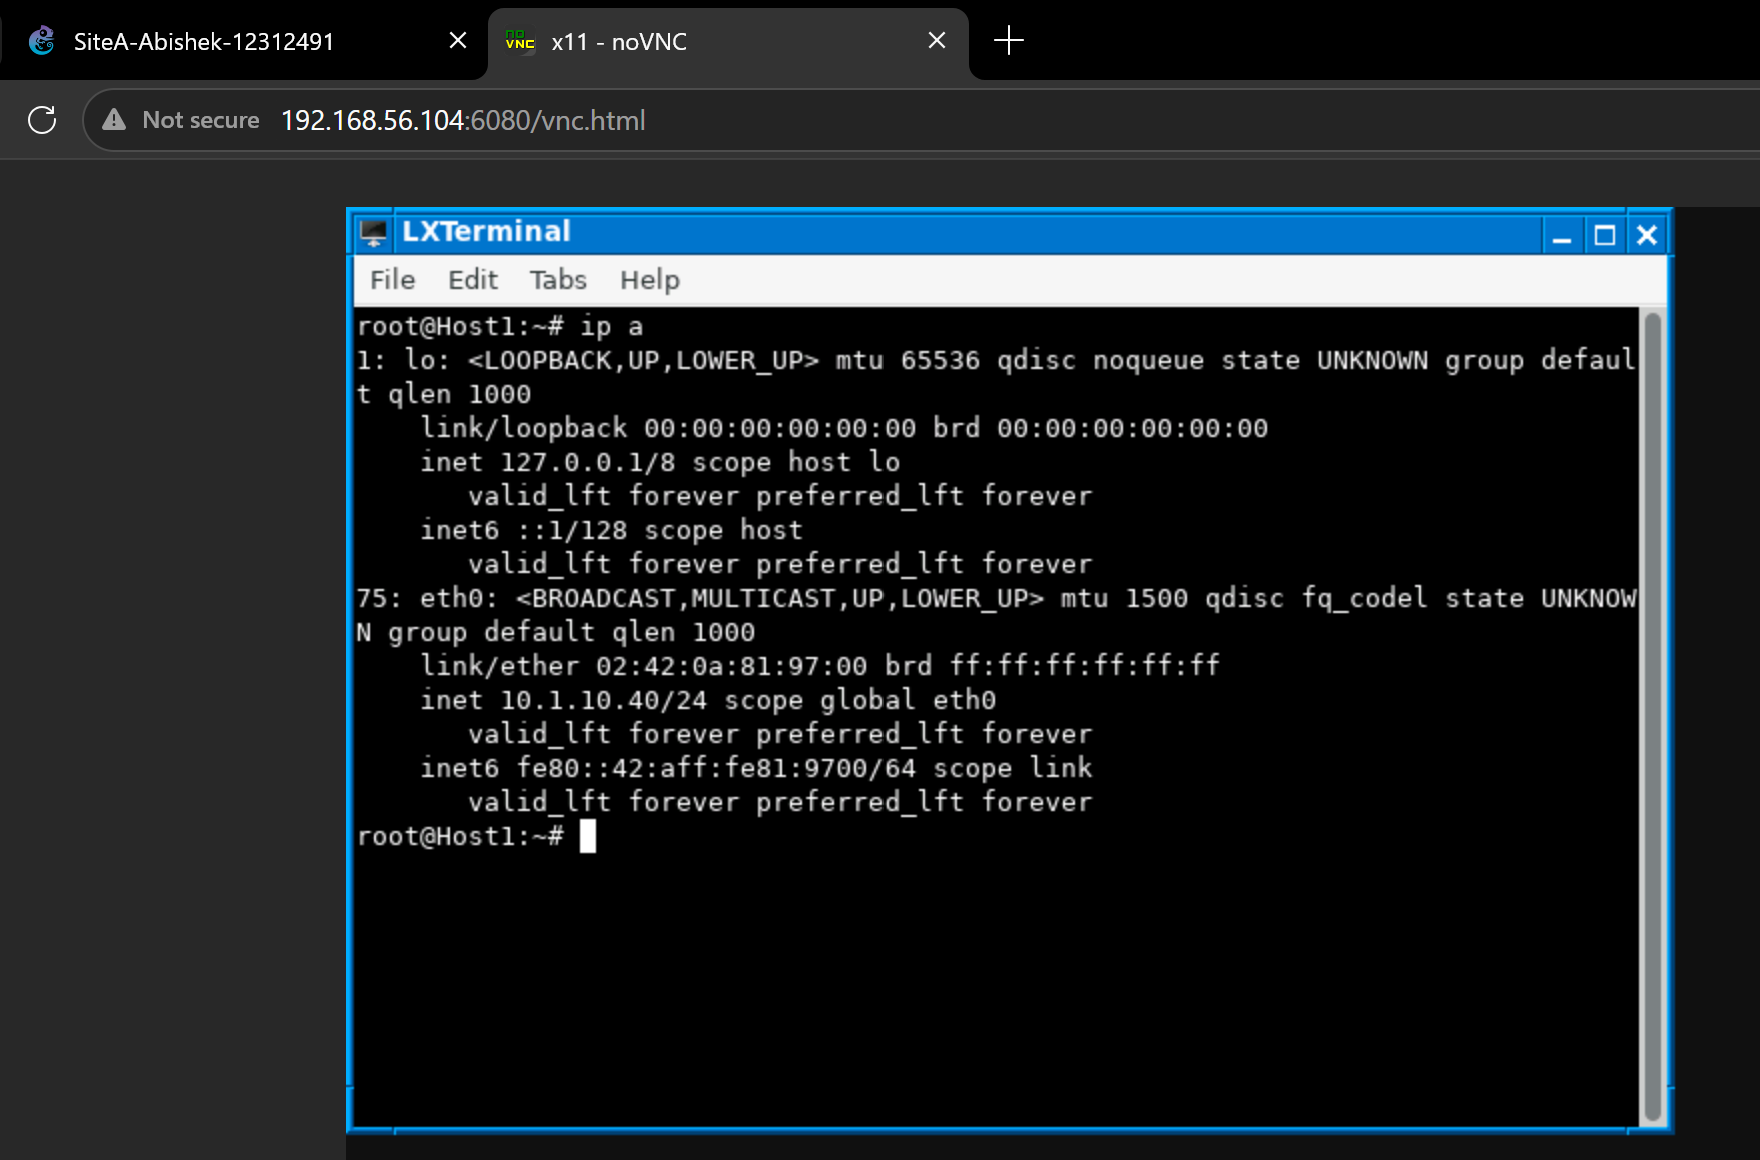 SiteA-Abishek-12312491
no
VNC
x11 - noVNC
Not secure
192.168.56.104:6080/vnc.html
LXTerminal
File Edit Tabs Help
root@Host1:~# ip a
1: lo: <LOOPBACK,UP,LOWER_UP> mtu 65536 qdisc noqueue state UNKNOWN group defaul
t qlen 1000
    link/loopback 00:00:00:00:00:00 brd 00:00:00:00:00:00
    inet 127.0.0.1/8 scope host lo
       valid_lft forever preferred_lft forever
    inet6 ::1/128 scope host
       valid_lft forever preferred_lft forever
75: eth0: <BROADCAST,MULTICAST,UP,LOWER_UP> mtu 1500 qdisc fq_codel state UNKNOW
N group default qlen 1000
    link/ether 02:42:0a:81:97:00 brd ff:ff:ff:ff:ff:ff
    inet 10.1.10.40/24 scope global eth0
       valid_lft forever preferred_lft forever
    inet6 fe80::42:aff:fe81:9700/64 scope link
       valid_lft forever preferred_lft forever
root@Host1:~#